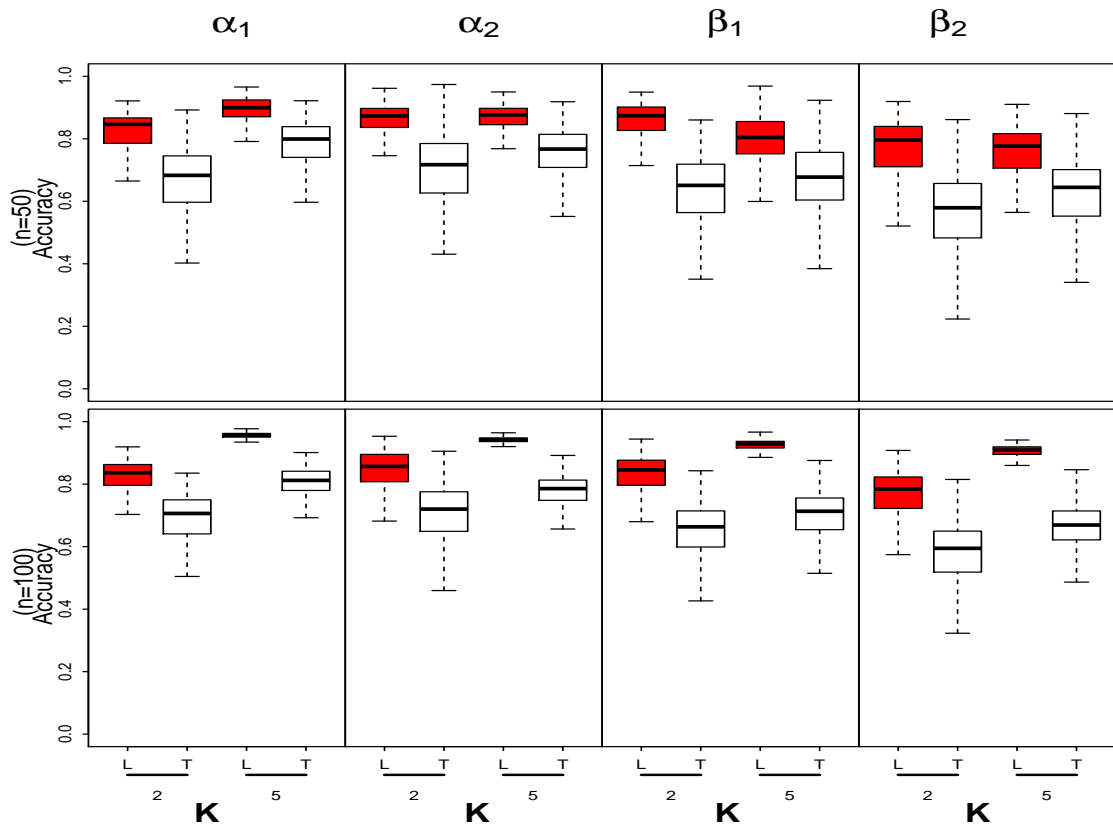 α1 α2 β1 β2
(n=50)
Accuracy
1.0
0.8
0.6
0.4
0.2
0.0
(n=100)
Accuracy
1.0
0.8
0.6
0.4
0.2
0.0
L T L T L T L T L T L T L T L T
2 5 2 5 2 5 2 5
K K K K